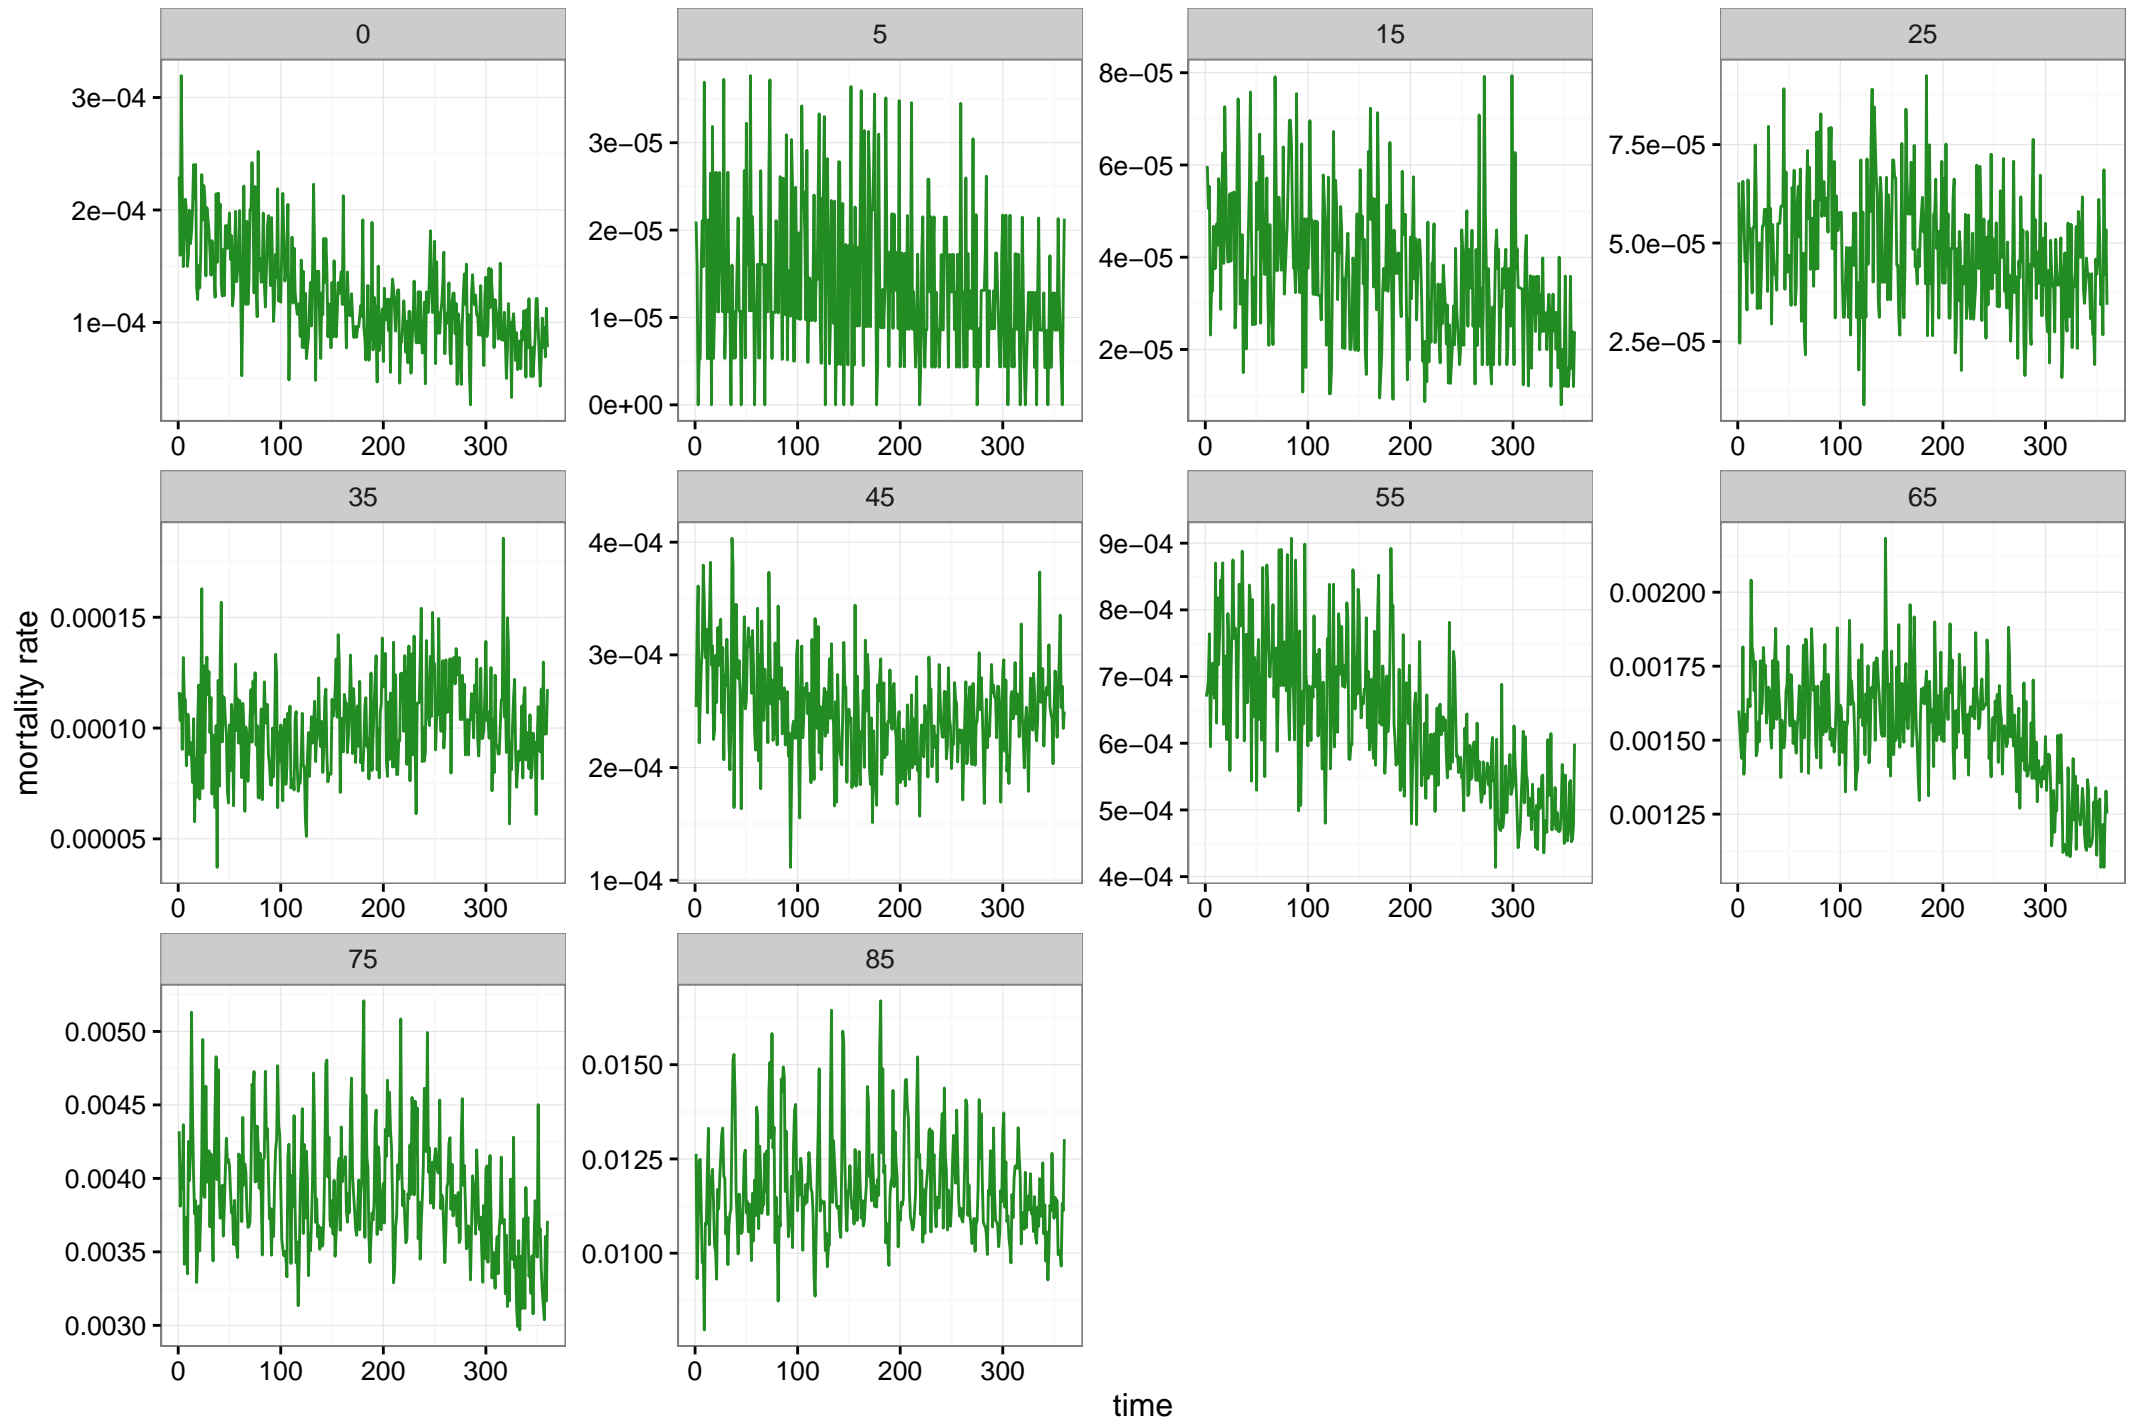 0 5 15 25
3e−04
2e−04
1e−04
3e−05
2e−05
1e−05
0e+00
8e−05
6e−05
4e−05
2e−05
7.5e−05
5.0e−05
2.5e−05
0 100 200 300 0 100 200 300 0 100 200 300 0 100 200 300
35 45 55 65
0.00015
0.00010
0.00005
4e−04
3e−04
2e−04
1e−04
9e−04
8e−04
7e−04
6e−04
5e−04
4e−04
0.00200
0.00175
0.00150
0.00125
0 100 200 300 0 100 200 300 0 100 200 300 0 100 200 300
mortality rate
75 85
0.0050
0.0045
0.0040
0.0035
0.0030
0.0150
0.0125
0.0100
0 100 200 300 0 100 200 300
time